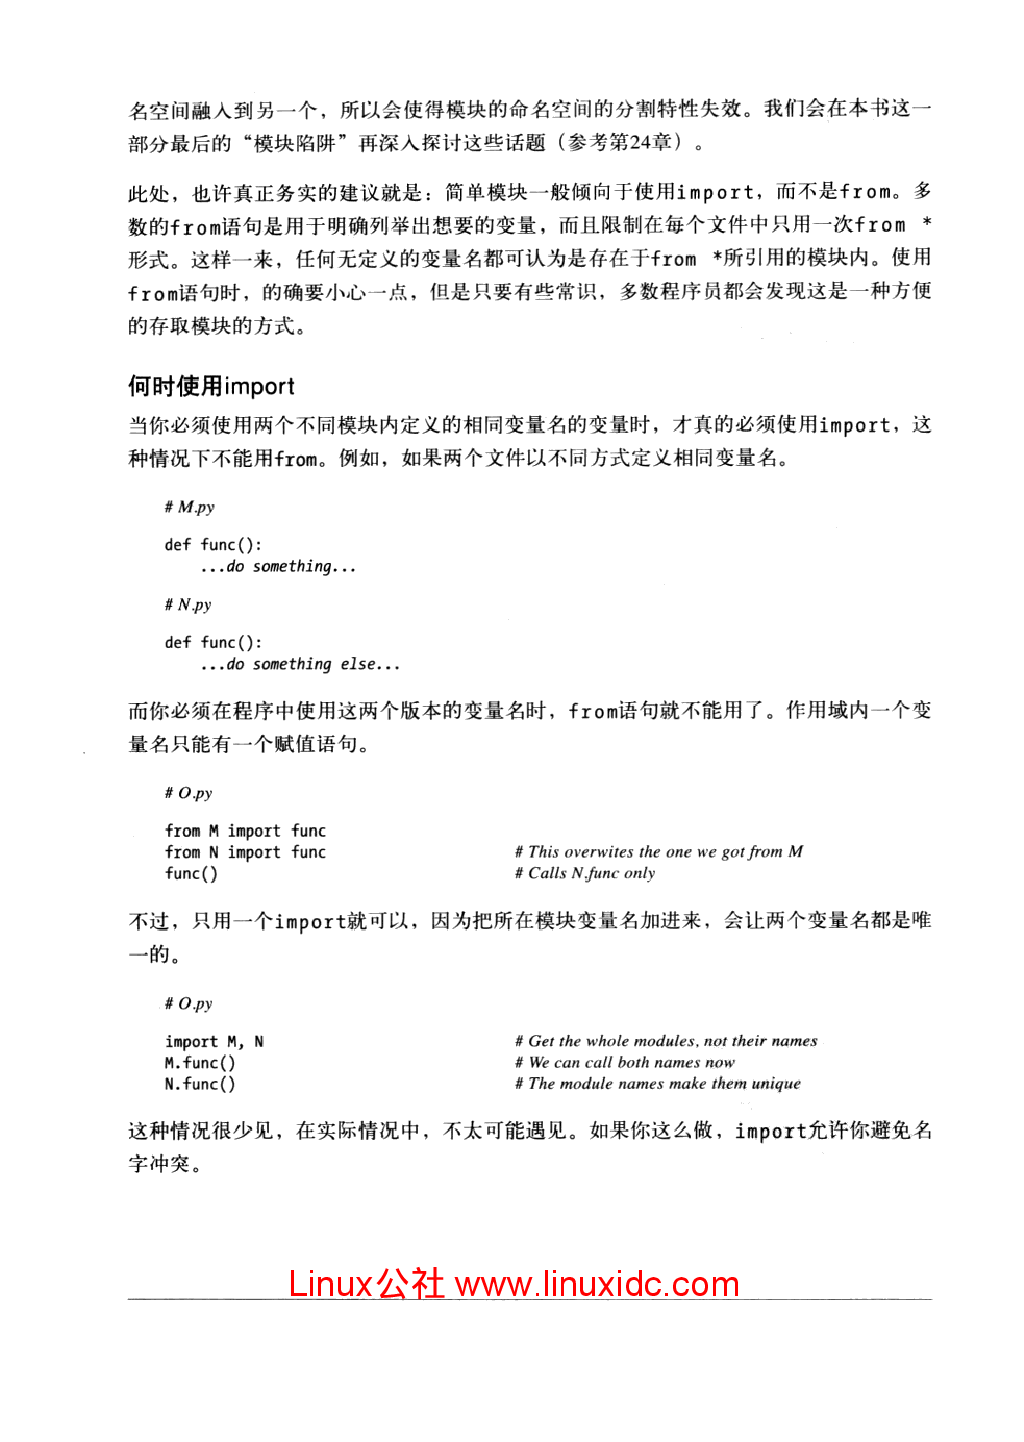 名空间融入到另一个，所以会使得模块的命名空间的分割特性失效。我们会在本书这一
部分最后的“模块陷阱”再深入探讨这些话题（参考第24章）。
此处，也许真正务实的建议就是：简单模块一般倾向于使用import，而不是from。多
数的from语句是用于明确列举出想要的变量，而且限制在每个文件中只用一次from *
形式。这样一来，任何无定义的变量名都可认为是存在于from *所引用的模块内。使用
from语句时，的确要小心一点，但是只要有些常识，多数程序员都会发现这是一种方便
的存取模块的方式。
何时使用import
当你必须使用两个不同模块内定义的相同变量名的变量时，才真的必须使用import，这
种情况下不能用from。例如，如果两个文件以不同方式定义相同变量名。
# M.py
def func():
...do something...
# N.py
def func():
...do something else...
而你必须在程序中使用这两个版本的变量名时，from语句就不能用了。作用域内一个变
量名只能有一个赋值语句。
# O.py
from M import func
from N import func # This overwites the one we got from M
func() # Calls N.func only
不过，只用一个import就可以，因为把所在模块变量名加进来，会让两个变量名都是唯
一的。
# O.py
import M, N # Get the whole modules, not their names
M.func() # We can call both names now
N.func() # The module names make them unique
这种情况很少见，在实际情况中，不太可能遇见。如果你这么做，import允许你避免名
字冲突。
Linux公社 www.linuxidc.com